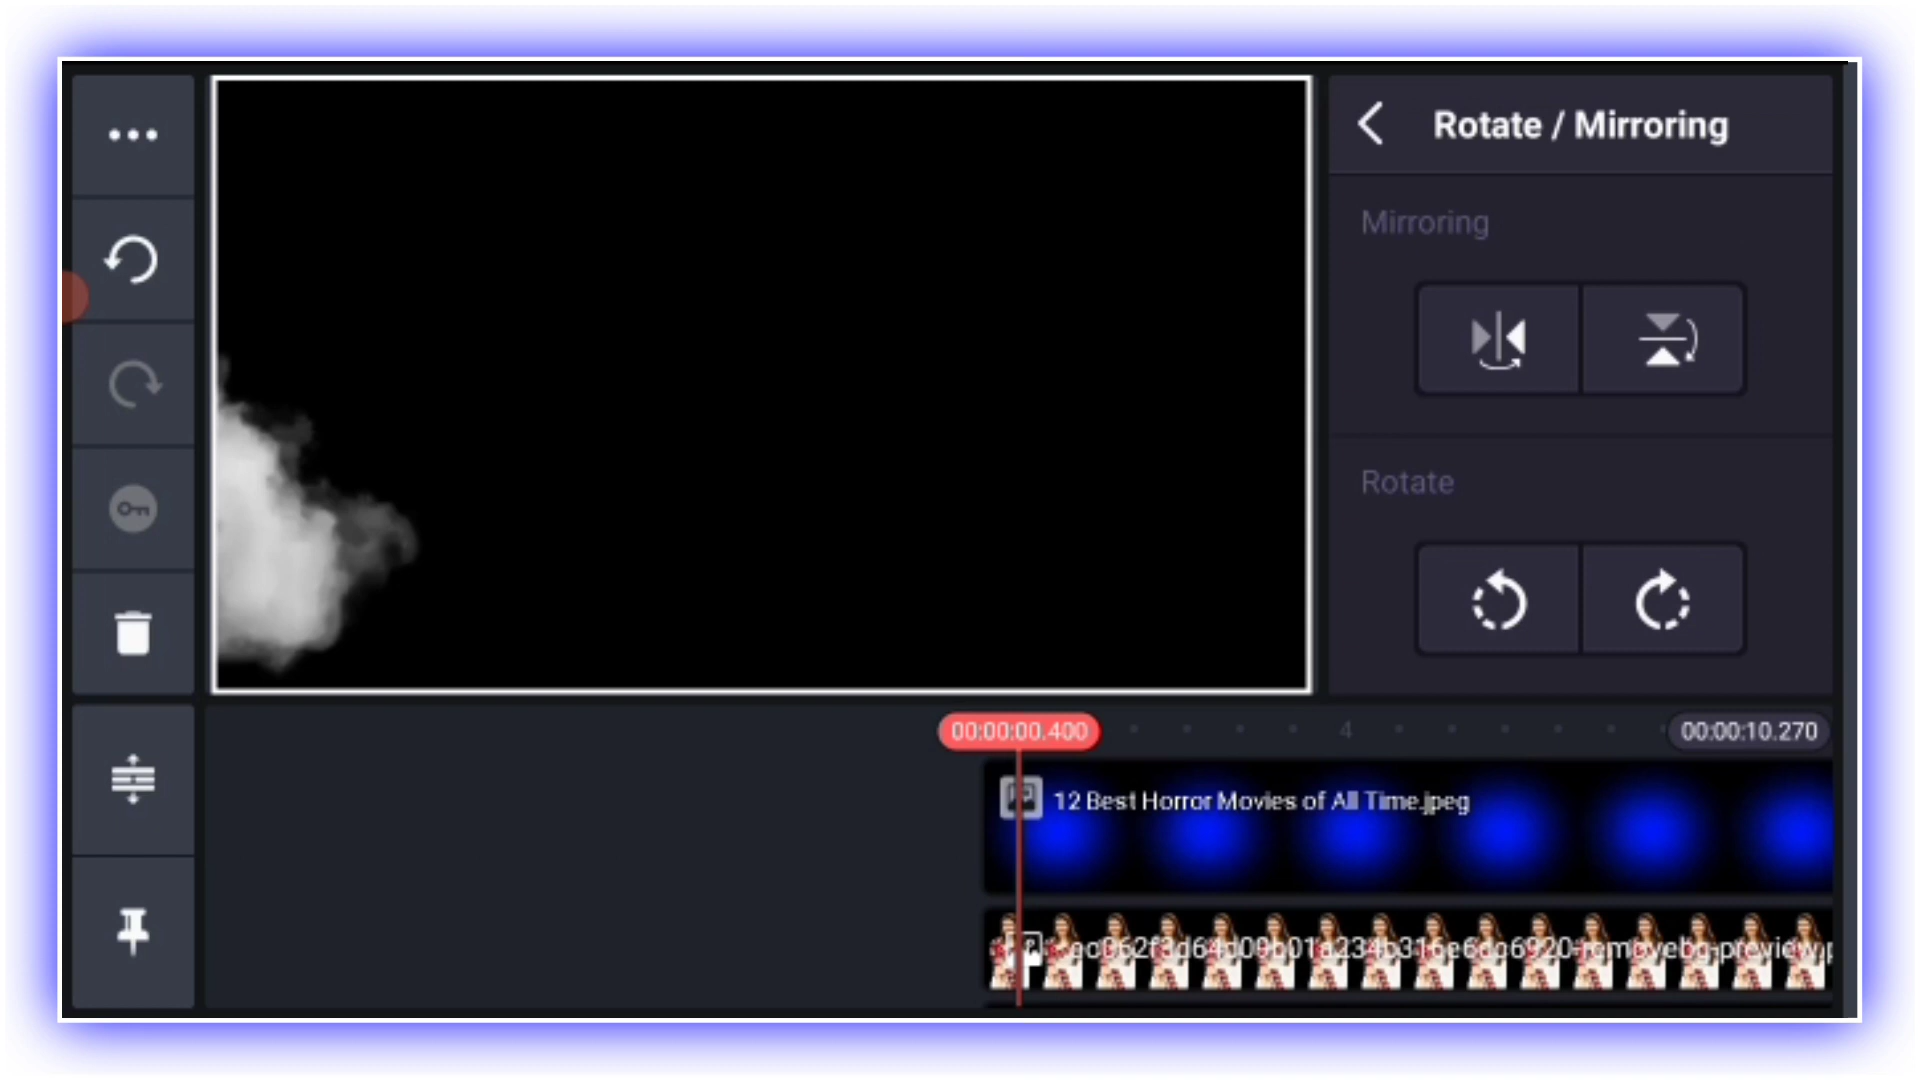 Rotate / Mirroring
Mirroring
Rotate
00:00:00.400
4
00:00:10.270
12 Best Horror Movies of All Time.jpeg